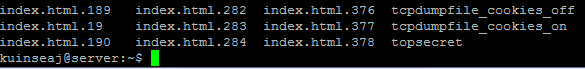 index.html.189 index.html.282 index.html.376 tcpdumpfile_cookies_off
index.html.19 index.html.283 index.html.377 tcpdumpfile_cookies_on
index.html.190 index.html.284 index.html.378 topsecret
kuinseaj@server:~$